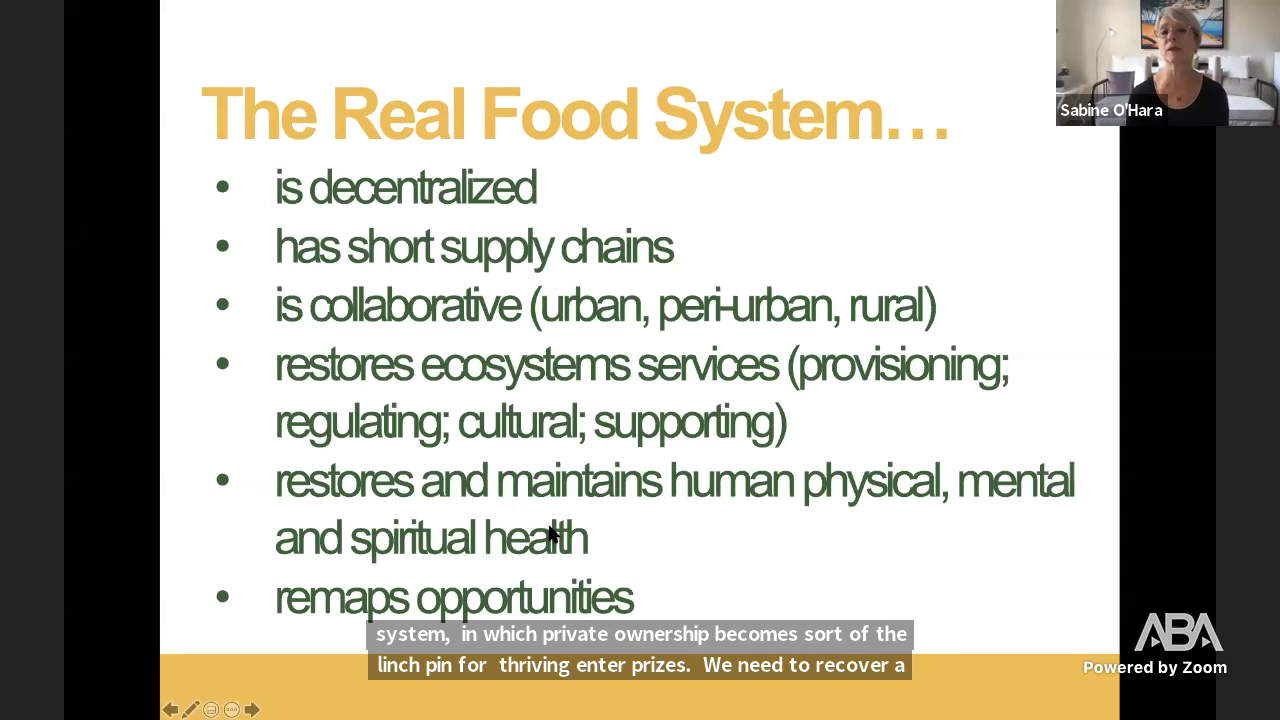 Sabine O'Hara
The Real Food System…
• is decentralized
• has short supply chains
• is collaborative (urban, peri-urban, rural)
• restores ecosystems services (provisioning;
regulating; cultural; supporting)
• restores and maintains human physical, mental
and spiritual health
• remaps opportunities
system, in which private ownership becomes sort of the
linch pin for thriving enter prizes. We need to recover a
ABA
Powered by Zoom